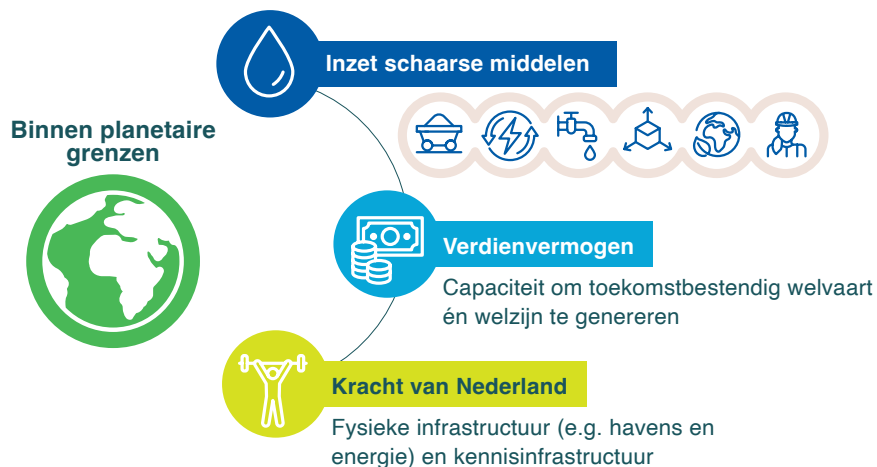 Inzet schaarse middelen
Binnen planetaire
grenzen
Verdienvermogen
Capaciteit om toekomstbestendig welvaart
én welzijn te genereren
Kracht van Nederland
Fysieke infrastructuur (e.g. havens en
energie) en kennisinfrastructuur